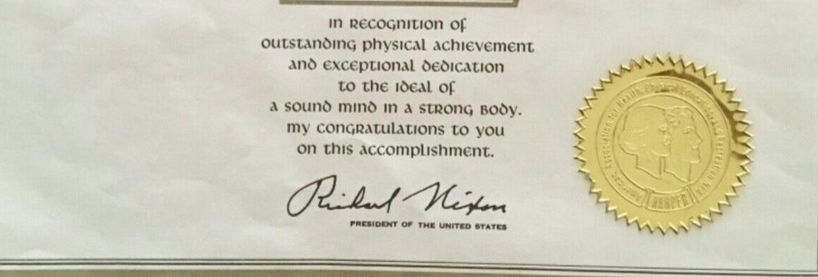 in recognition of
outstanding physical achievement
and exceptional dedication
to the ideal of
a sound mind in a strong body.
my congratulations to you
on this accomplishment.
Richard Nixon
PRESIDENT OF THE UNITED STATES
AAHPER